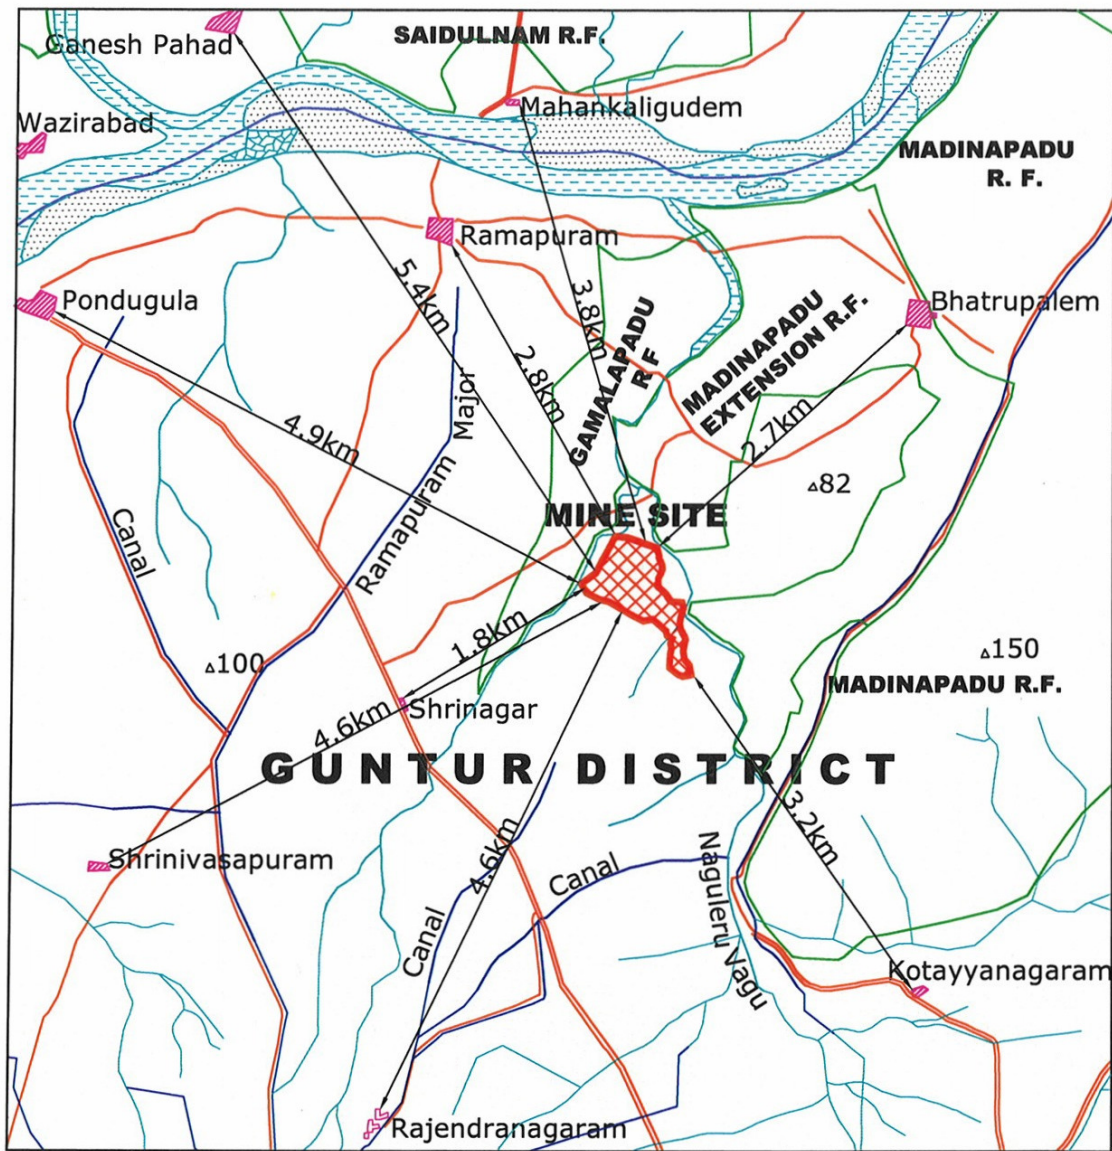 SAIDULNAM R.F.
Ganesh Pahad
Mahankaligudem
Wazirabad
MADINAPADU
R. F.
Ramapuram
5.4km
3.8km
Pondugula
Bhatrupalem
2.8km
GAMALAPADU
R F
MADINAPADU
EXTENSION R.F.
Major
4.9km
2.7km
82
Canal
Ramapuram
MINE SITE
1.8km
100
150
MADINAPADU R.F.
4.6km
Shrinagar
GUNTUR DISTRICT
3.2km
4.6km
Shrinivasapuram
Canal
Naguleru Vagu
Canal
Kotayyanagaram
Rajendranagaram